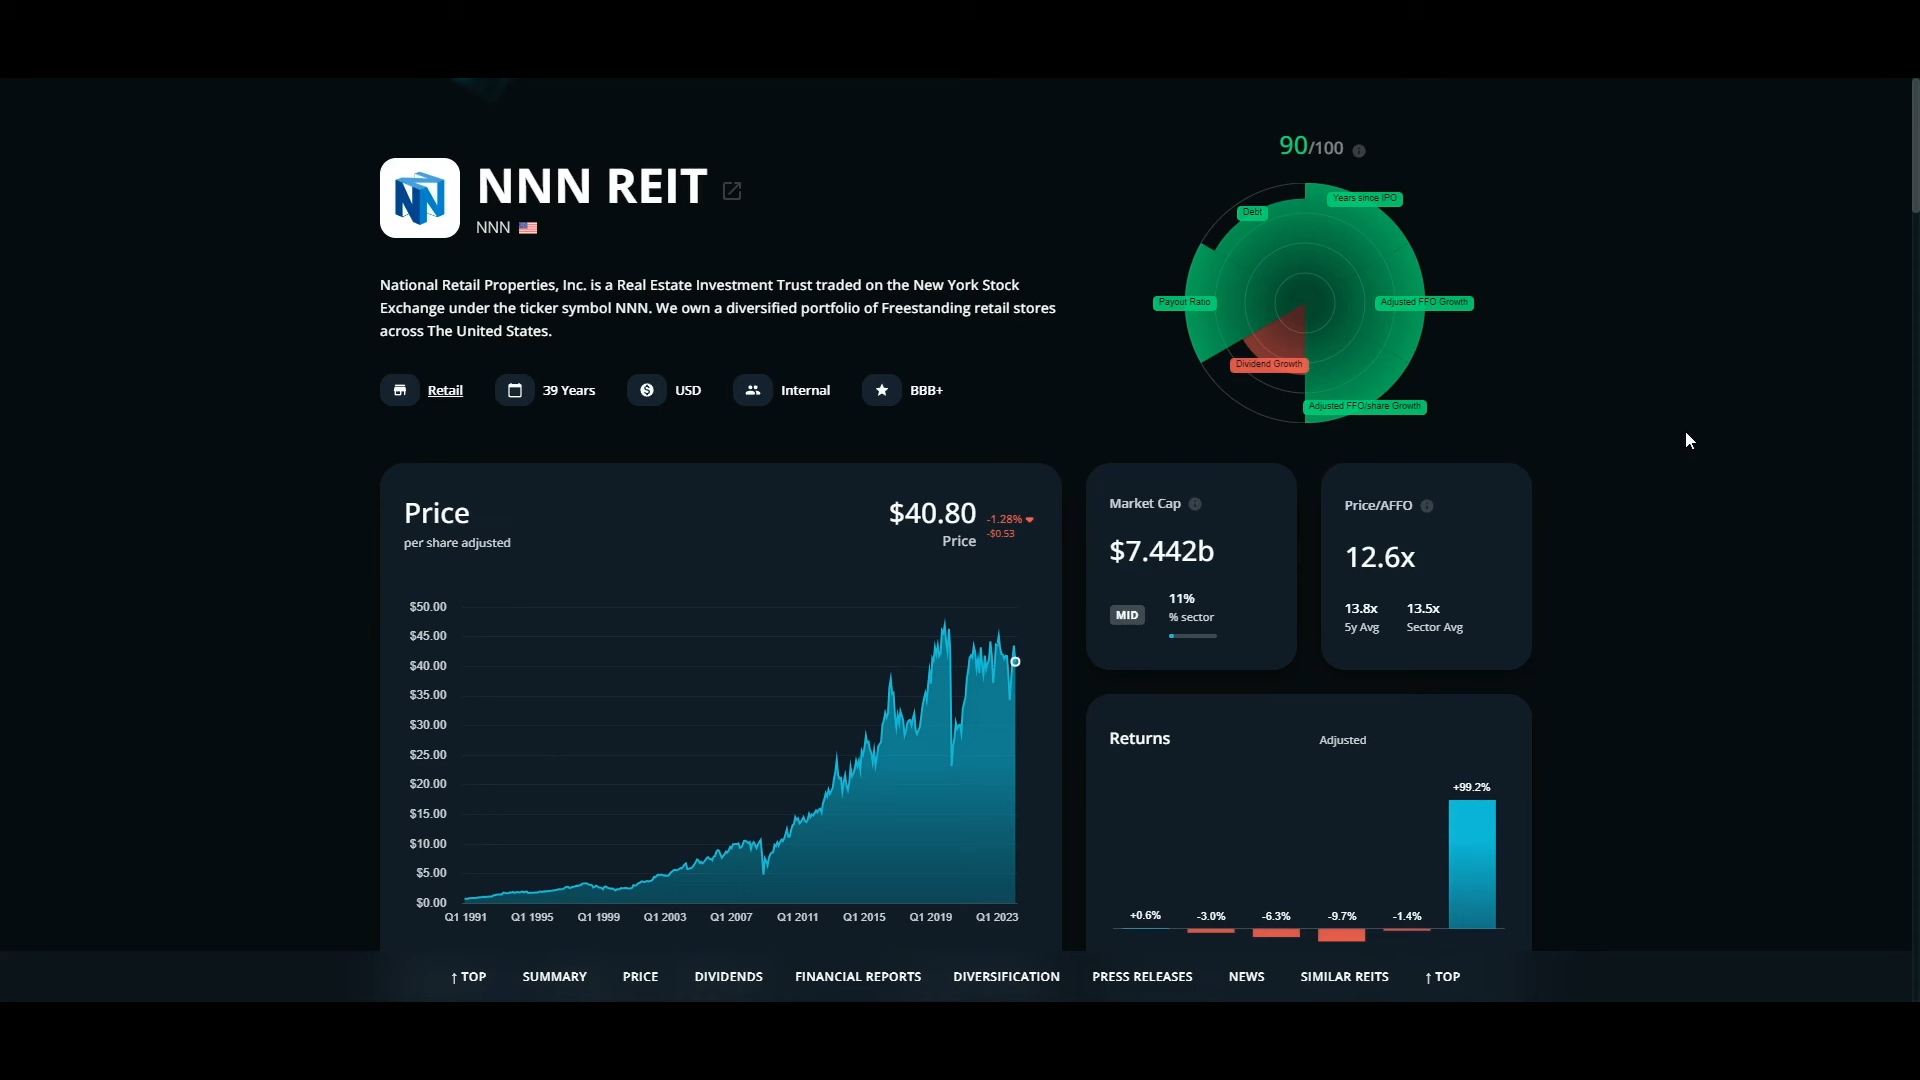 90/100
NNN REIT
NNN
National Retail Properties, Inc. is a Real Estate Investment Trust traded on the New York Stock
Exchange under the ticker symbol NNN. We own a diversified portfolio of Freestanding retail stores
across The United States.
Retail
39 Years
USD
Internal
BBB+
Years since IPO
Debt
Payout Ratio
Adjusted FFO Growth
Dividend Growth
Adjusted FFO/share Growth
Price
per share adjusted
$40.80
Price
-1.28%
-$0.53
$50.00
$45.00
$40.00
$35.00
$30.00
$25.00
$20.00
$15.00
$10.00
$5.00
$0.00
Q1 1991 Q1 1995 Q1 1999 Q1 2003 Q1 2007 Q1 2011 Q1 2015 Q1 2019 Q1 2023
Market Cap
$7.442b
MID
11%
% sector
Price/AFFO
12.6x
13.8x 13.5x
5y Avg Sector Avg
Returns
Adjusted
+99.2%
+0.6% -3.0% -6.3% -9.7% -1.4%
↑ TOP SUMMARY PRICE DIVIDENDS FINANCIAL REPORTS DIVERSIFICATION PRESS RELEASES NEWS SIMILAR REITS ↑ TOP